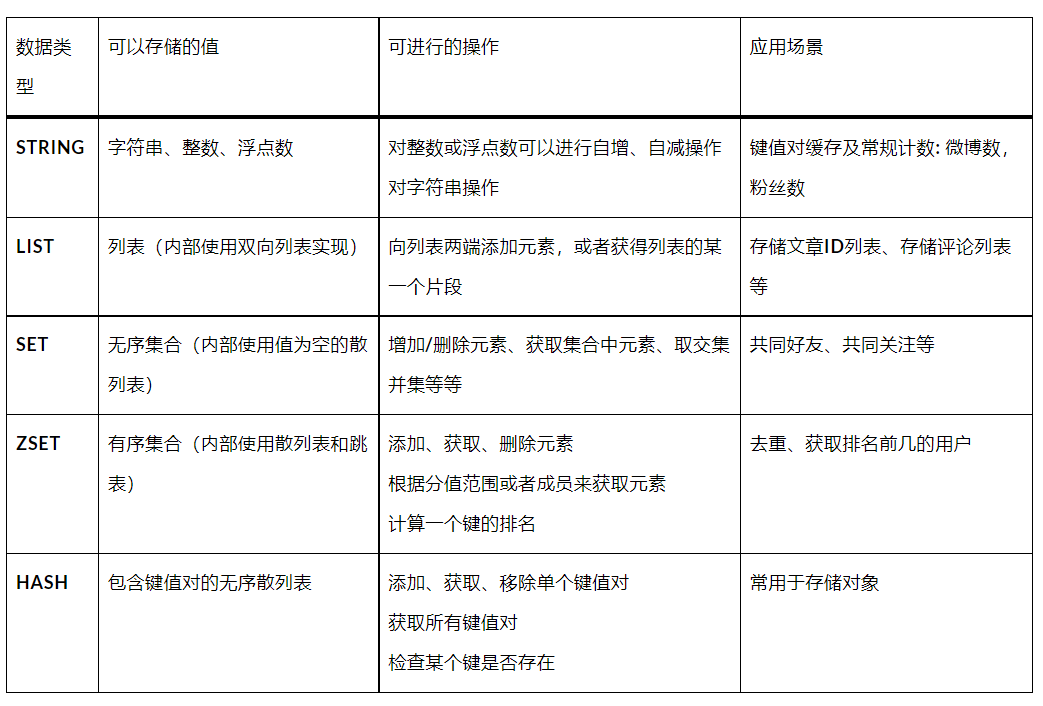 数据类
型
可以存储的值
可进行的操作
应用场景
STRING
字符串、整数、浮点数
对整数或浮点数可以进行自增、自减操作
对字符串操作
键值对缓存及常规计数: 微博数，
粉丝数
LIST
列表（内部使用双向列表实现）
向列表两端添加元素，或者获得列表的某
一个片段
存储文章ID列表、存储评论列表
等
SET
无序集合（内部使用值为空的散
列表）
增加/删除元素、获取集合中元素、取交集
并集等等
共同好友、共同关注等
ZSET
有序集合（内部使用散列表和跳
表）
添加、获取、删除元素
根据分值范围或者成员来获取元素
计算一个键的排名
去重、获取排名前几的用户
HASH
包含键值对的无序散列表
添加、获取、移除单个键值对
获取所有键值对
检查某个键是否存在
常用于存储对象